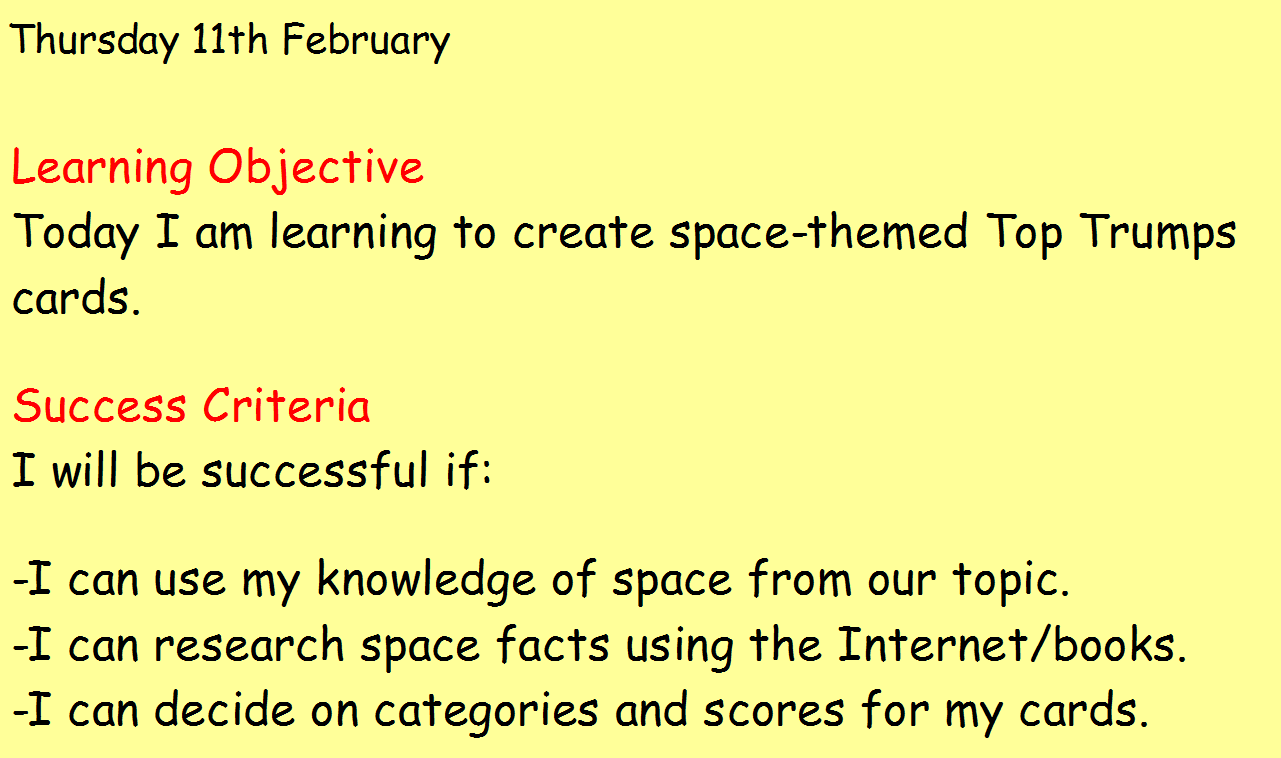 Thursday 11th February
Learning Objective
Today I am learning to create space-themed Top Trumps
cards.
Success Criteria
I will be successful if:
-I can use my knowledge of space from our topic.
-I can research space facts using the Internet/books.
-I can decide on categories and scores for my cards.